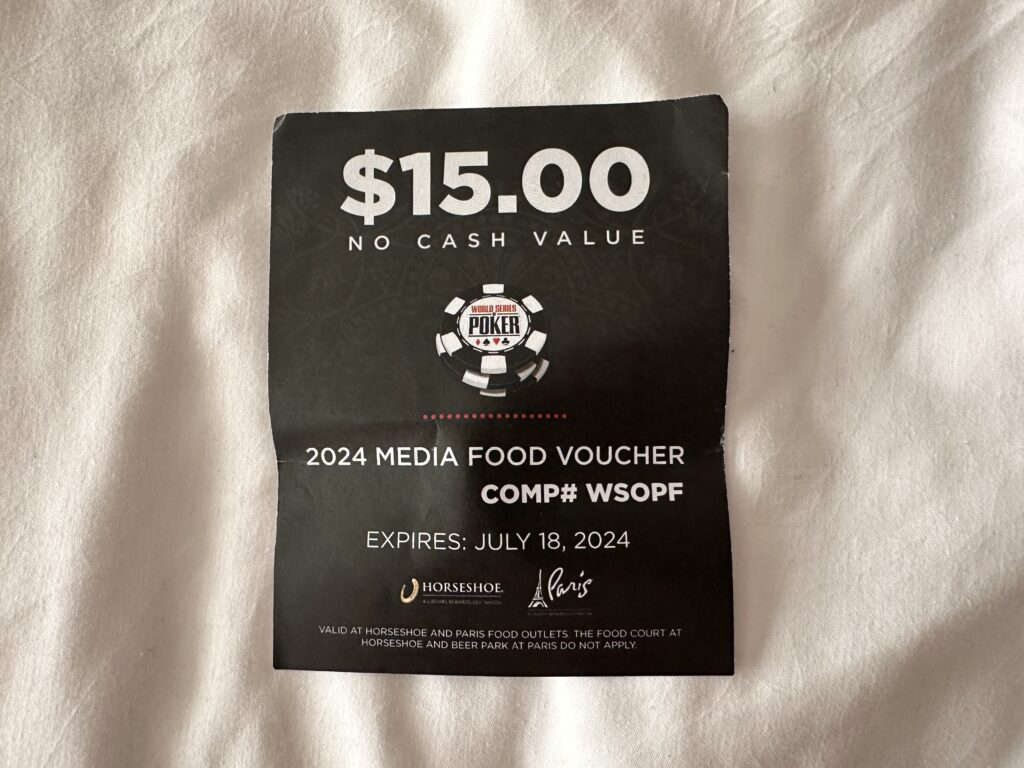 $15.00
NO CASH VALUE
WORLD SERIES
OF
POKER
2024 MEDIA FOOD VOUCHER
COMP# WSOPF
EXPIRES: JULY 18, 2024
HORSESHOE
Paris
VALID AT HORSESHOE AND PARIS FOOD OUTLETS. THE FOOD COURT AT
HORSESHOE AND BEER PARK AT PARIS DO NOT APPLY.